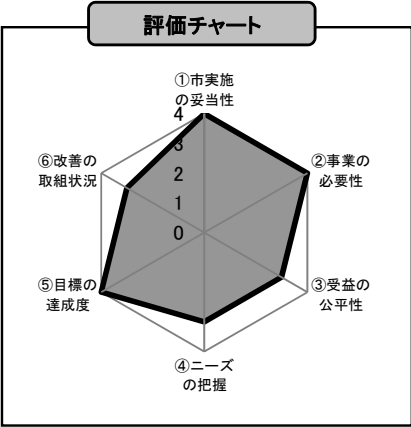 評価チャート
①市実施
の妥当性
4
3
2
1
0
②事業の
必要性
③受益の
公平性
④ニーズ
の把握
⑤目標の
達成度
⑥改善の
取組状況